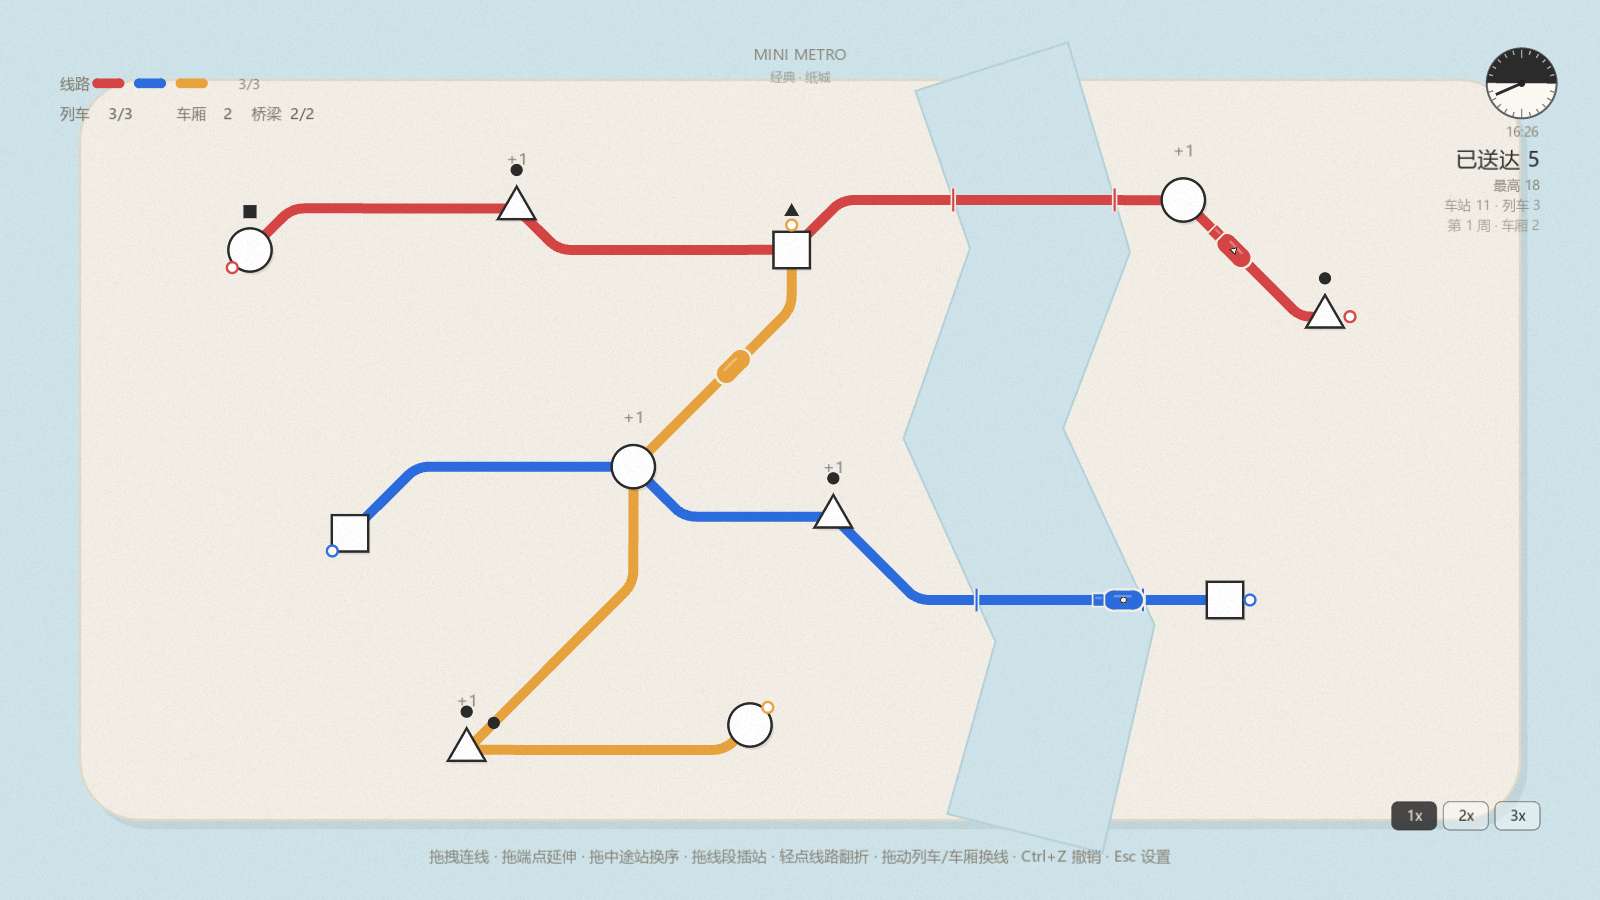 MINI METRO
经典 · 纸城
线路 3/3
列车 3/3 车厢 2 桥梁 2/2
16:26
已送达 5
最高 18
车站 11 · 列车 3
第 1 周 · 车厢 2
+1
+1
+1
+1
+1
1x 2x 3x
拖拽连线 · 拖端点延伸 · 拖中途站换序 · 拖线段插站 · 轻点线路翻折 · 拖动列车/车厢换线 · Ctrl+Z 撤销 · Esc 设置